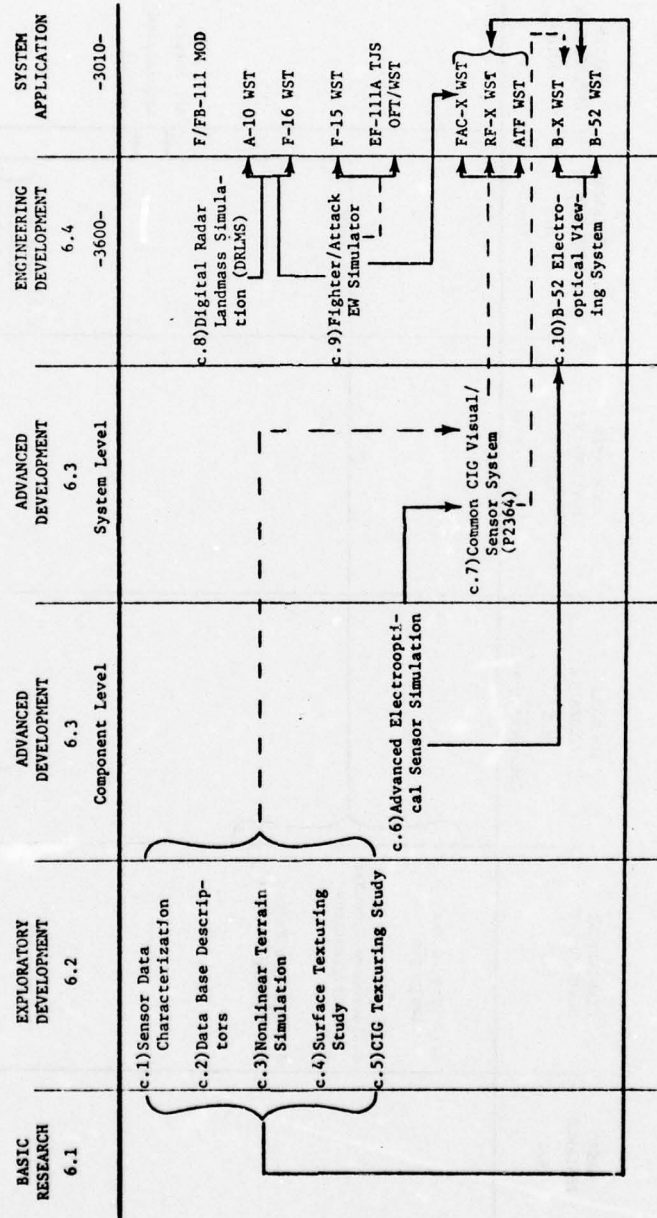 BASIC
RESEARCH
6.1
EXPLORATORY
DEVELOPMENT
6.2
ADVANCED
DEVELOPMENT
6.3
Component Level
ADVANCED
DEVELOPMENT
6.3
System Level
ENGINEERING
DEVELOPMENT
6.4
-3600-
SYSTEM
APPLICATION
-3010-
c.1)Sensor Data
Characterization
c.2)Data Base Descrip-
tors
c.3)Nonlinear Terrain
Simulation
c.4)Surface Texturing
Study
c.5)CIG Texturing Study
c.6)Advanced Electroopti-
cal Sensor Simulation
c.7)Common CIG Visual/
Sensor System
(P2364)
c.8)Digital Radar
Landmass Simula-
tion (DRLMS)
c.9)Fighter/Attack
EW Simulator
c.10)B-52 Electro-
optical View-
ing System
F/FB-111 MOD
A-10 WST
F-16 WST
F-15 WST
EF-111A TJS
OFT/WST
FAC-X WST
RF-X WST
ATF WST
B-X WST
B-52 WST